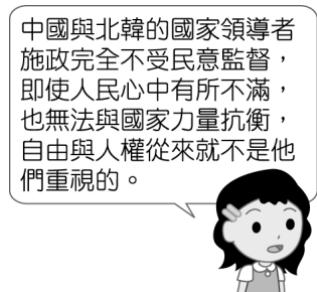 中國與北韓的國家領導者
施政完全不受民意監督，
即使人民心中有所不滿，
也無法與國家力量抗衡，
自由與人權從來就不是他
們重視的。